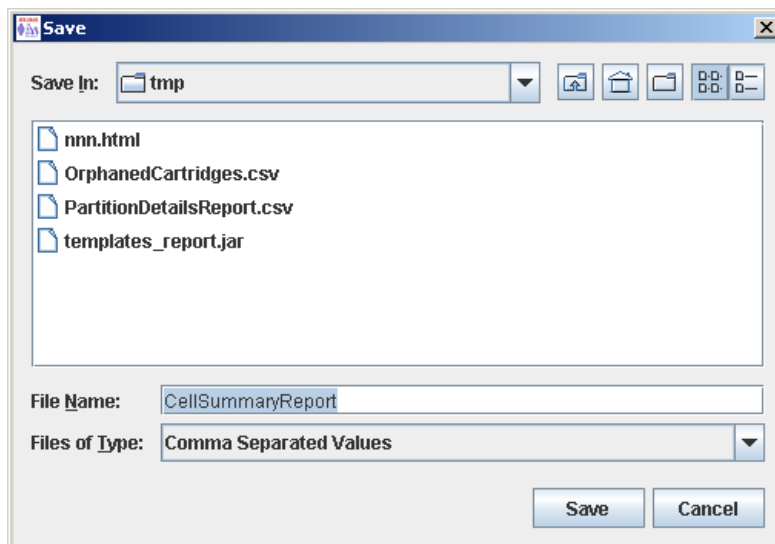 Save
Save In: tmp
nnn.html
OrphanedCartridges.csv
PartitionDetailsReport.csv
templates_report.jar
File Name: CellSummaryReport
Files of Type: Comma Separated Values
Save Cancel